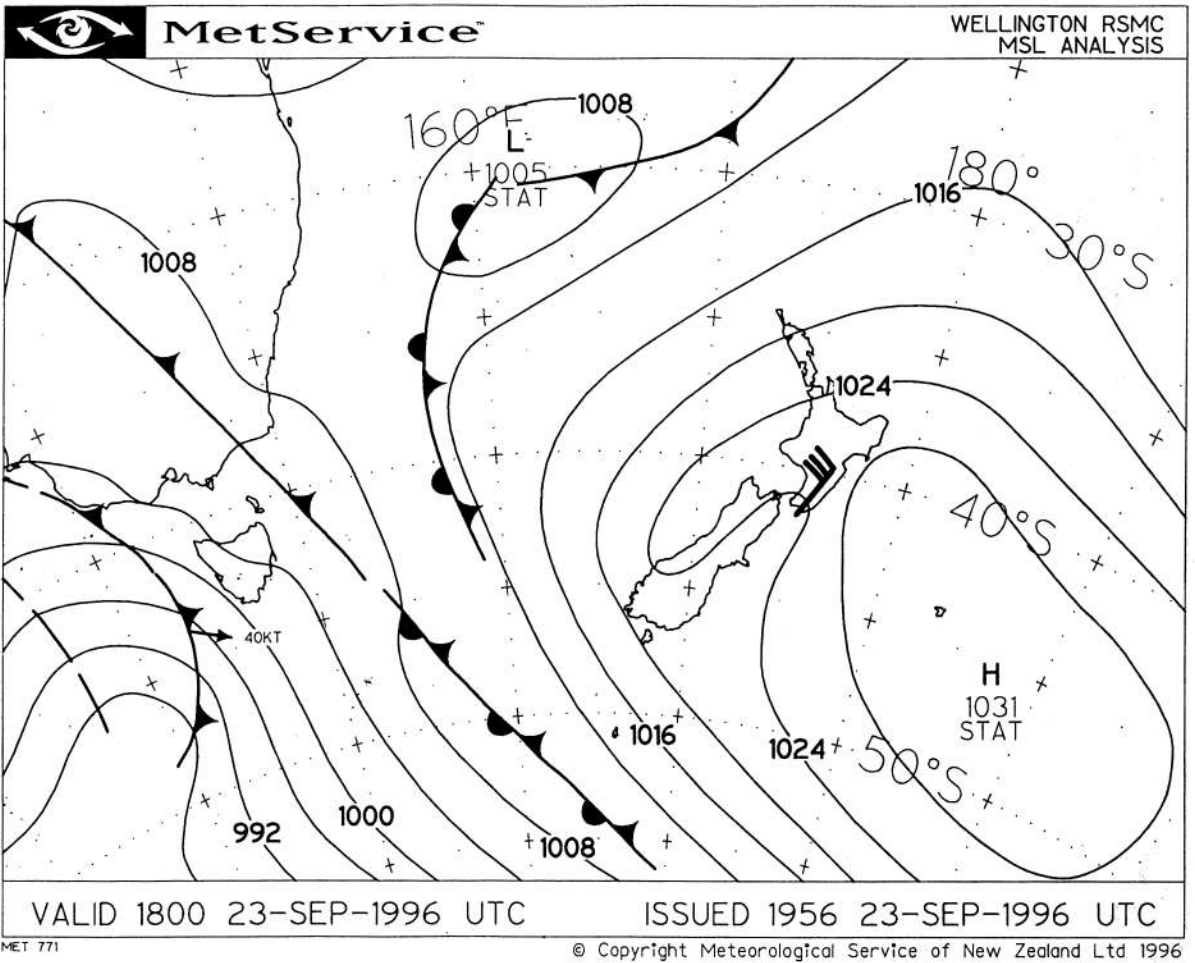 MetService™
WELLINGTON RSMC
MSL ANALYSIS
160°E
1008
L
1005
STAT
180°
1016
30°S
1008
1024
40°S
40KT
H
1031
STAT
1016
1024
50°S
1000
992
1008
VALID 1800 23-SEP-1996 UTC
ISSUED 1956 23-SEP-1996 UTC
MET 771
© Copyright Meteorological Service of New Zealand Ltd 1996